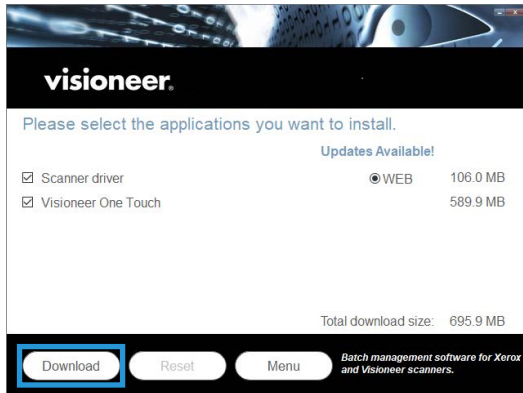 visioneer®
Please select the applications you want to install.
Updates Available!
Scanner driver WEB 106.0 MB
Visioneer One Touch 589.9 MB
Total download size: 695.9 MB
Download Reset Menu Batch management software for Xerox
and Visioneer scanners.